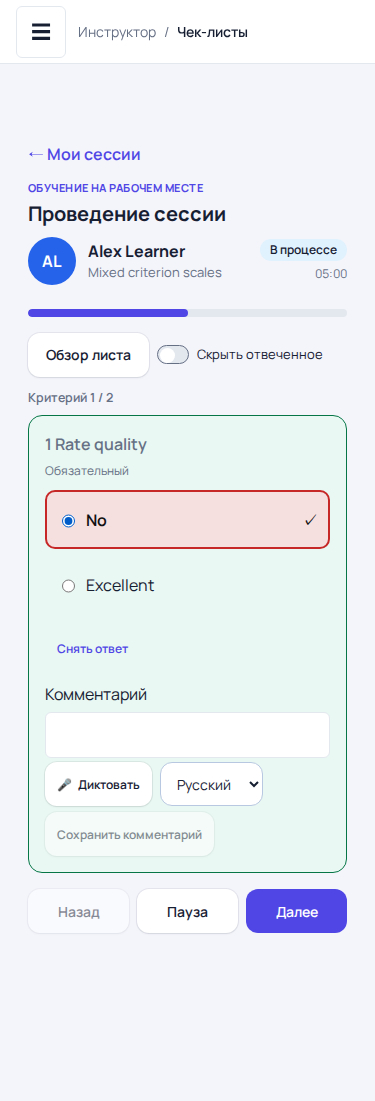 Инструктор / Чек-листы
← Мои сессии
ОБУЧЕНИЕ НА РАБОЧЕМ МЕСТЕ
Проведение сессии
AL
Alex Learner
В процессе
Mixed criterion scales
05:00
Обзор листа
Скрыть отвеченное
Критерий 1 / 2
1 Rate quality
Обязательный
No ✓
Excellent
Снять ответ
Комментарий
🎤 Диктовать
Русский
Сохранить комментарий
Назад
Пауза
Далее